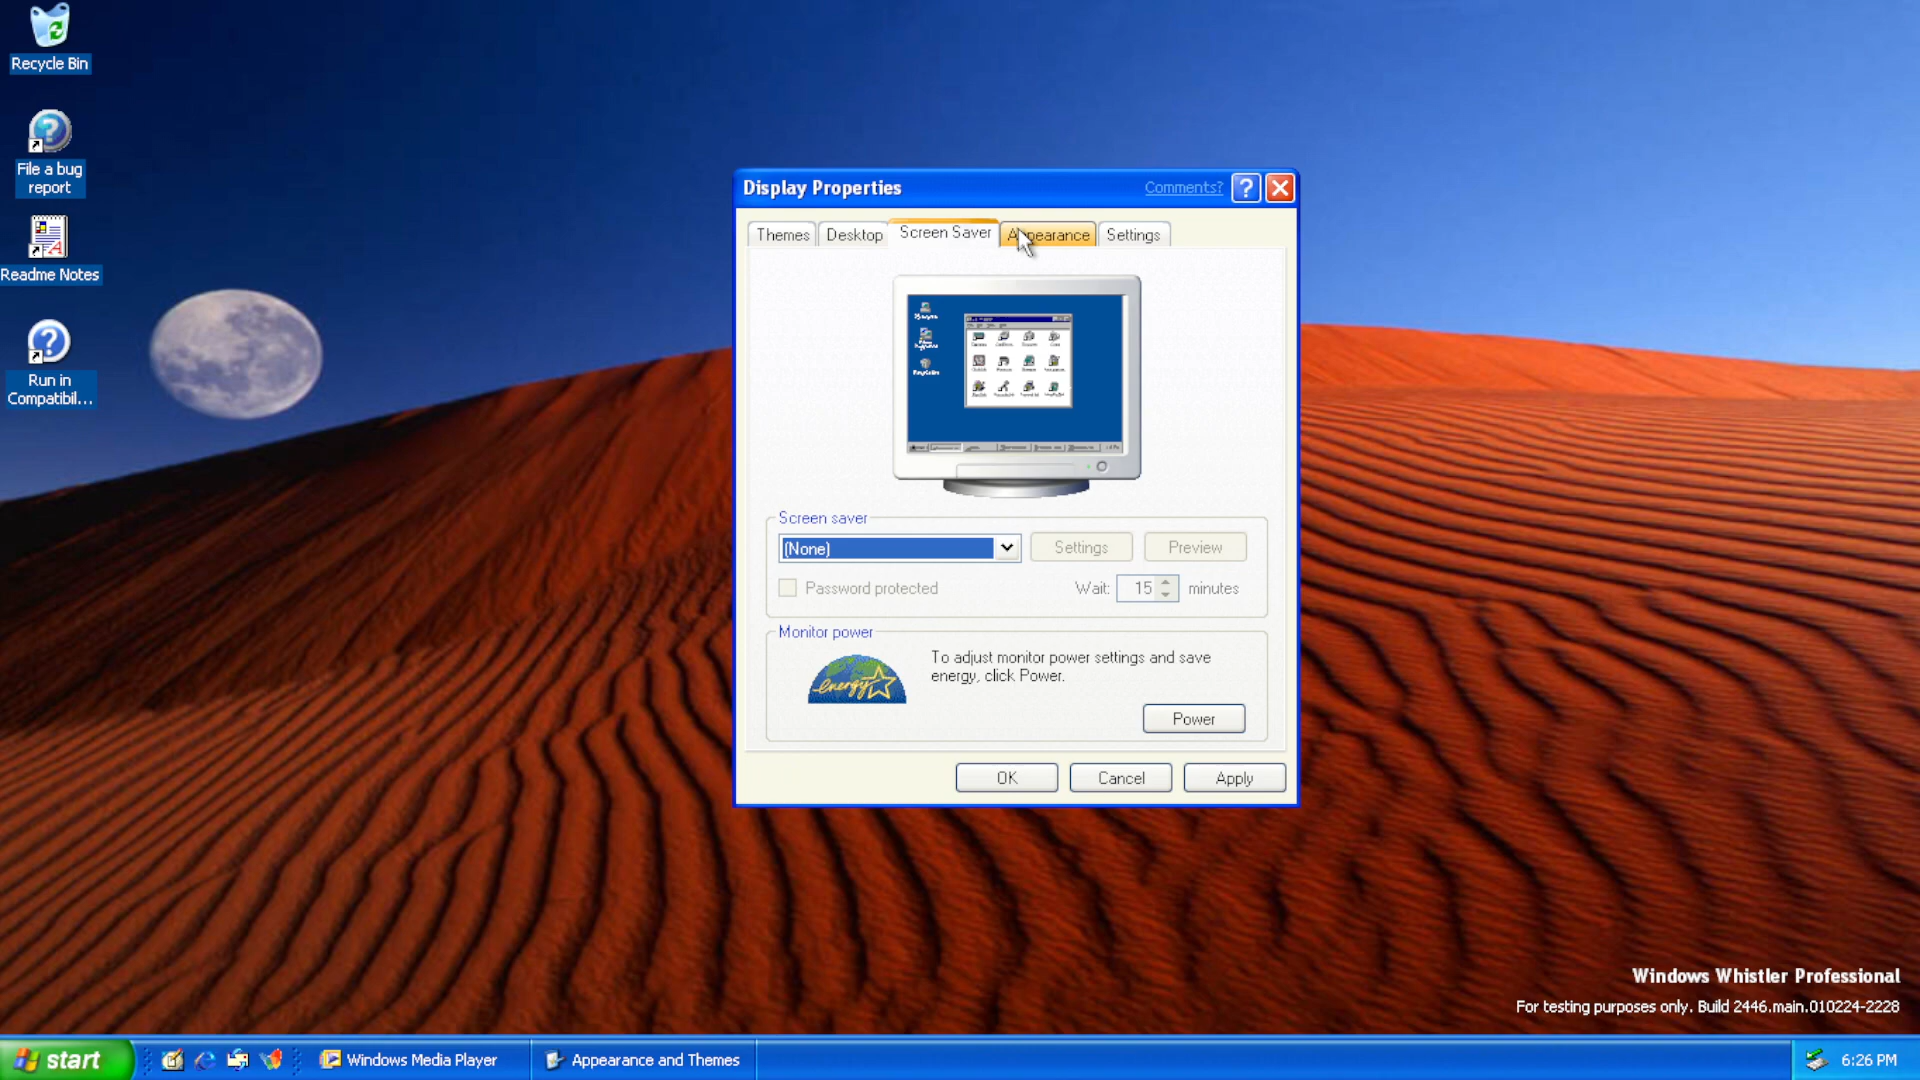 Recycle Bin
File a bug
report
Readme Notes
Run in
Compatibil...
Display Properties
Comments?
Themes
Desktop
Screen Saver
Appearance
Settings
Screen saver
(None)
Settings
Preview
Password protected
Wait:
15
minutes
Monitor power
energy
To adjust monitor power settings and save
energy, click Power.
Power
OK
Cancel
Apply
Windows Whistler Professional
For testing purposes only. Build 2446.main.010224-2228
start
Windows Media Player
Appearance and Themes
6:26 PM